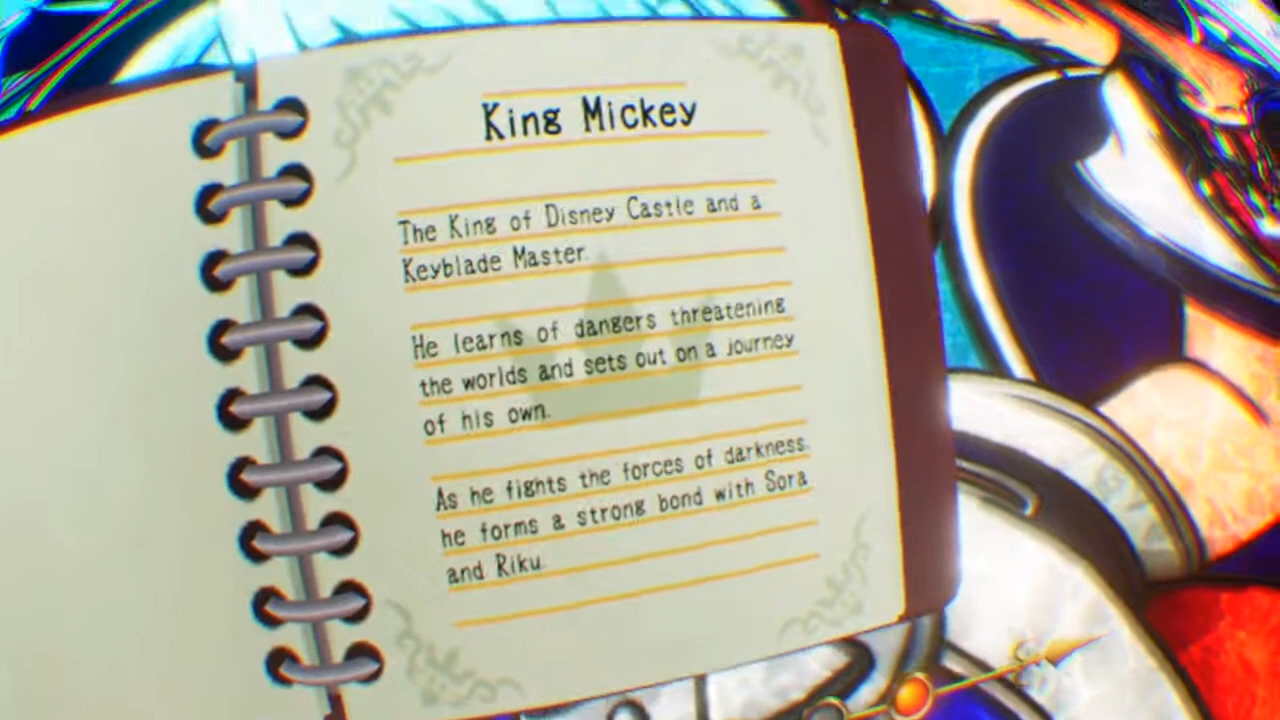 King Mickey
The King of Disney Castle and a
Keyblade Master.
He learns of dangers threatening
the worlds and sets out on a journey
of his own.
As he fights the forces of darkness,
he forms a strong bond with Sora
and Riku.